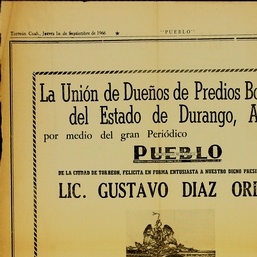 Torreón Coah., Jueves 1o. de Septiembre de 1966 "PUEBLO"
La Unión de Dueños de Predios Bo
del Estado de Durango, A
por medio del gran Periódico
PUEBLO
DE LA CIUDAD DE TORREON, FELICITA EN FORMA ENTUSIASTA A NUESTRO DIGNO PRESI
LIC. GUSTAVO DIAZ ORD